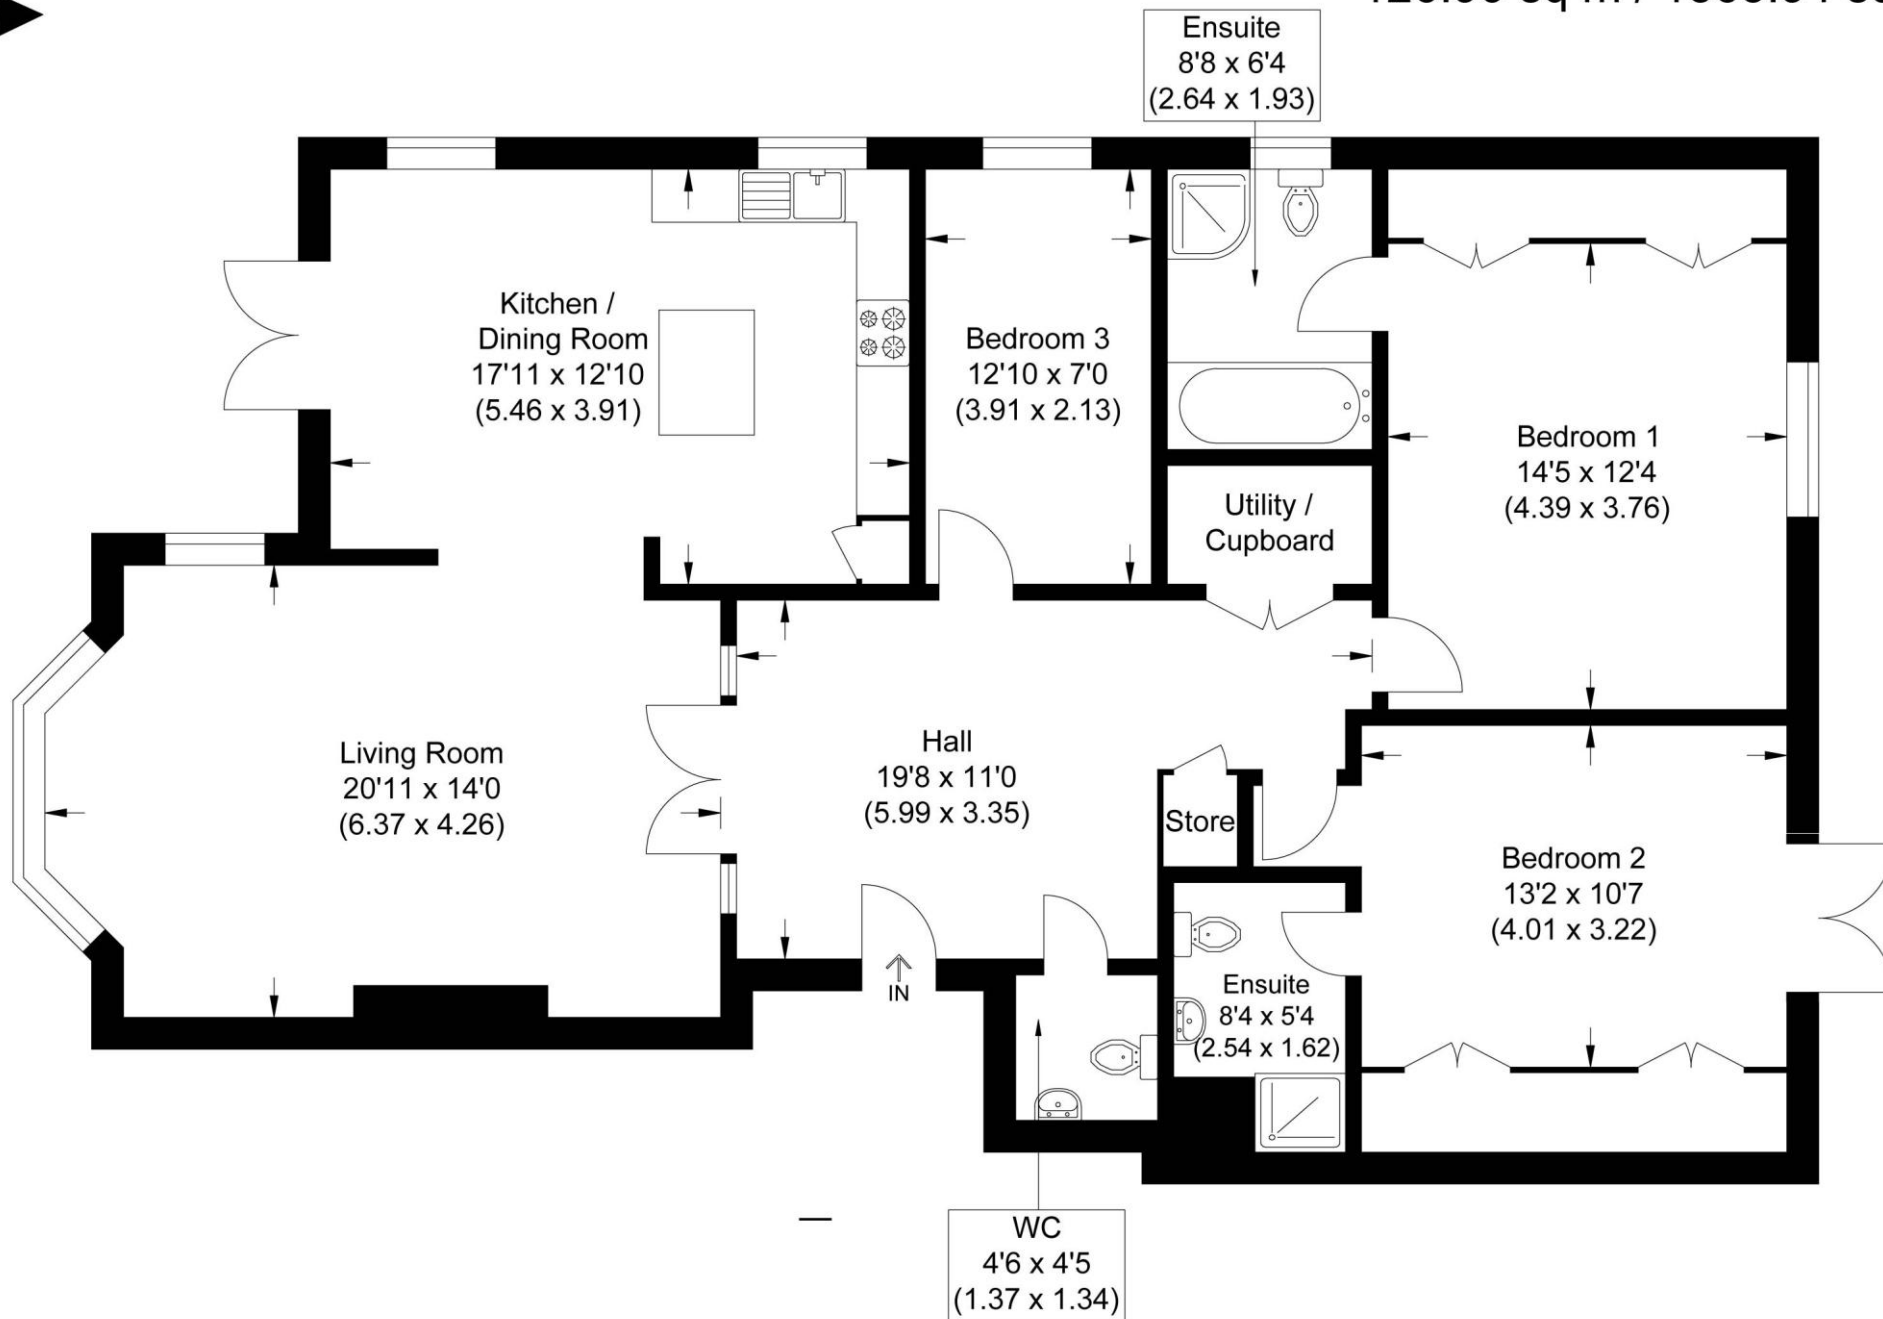 Ensuite
8'8 x 6'4
(2.64 x 1.93)
Kitchen /
Dining Room
17'11 x 12'10
(5.46 x 3.91)
Bedroom 3
12'10 x 7'0
(3.91 x 2.13)
Bedroom 1
14'5 x 12'4
(4.39 x 3.76)
Utility /
Cupboard
Living Room
20'11 x 14'0
(6.37 x 4.26)
Hall
19'8 x 11'0
(5.99 x 3.35)
Store
Bedroom 2
13'2 x 10'7
(4.01 x 3.22)
IN
Ensuite
8'4 x 5'4
(2.54 x 1.62)
WC
4'6 x 4'5
(1.37 x 1.34)